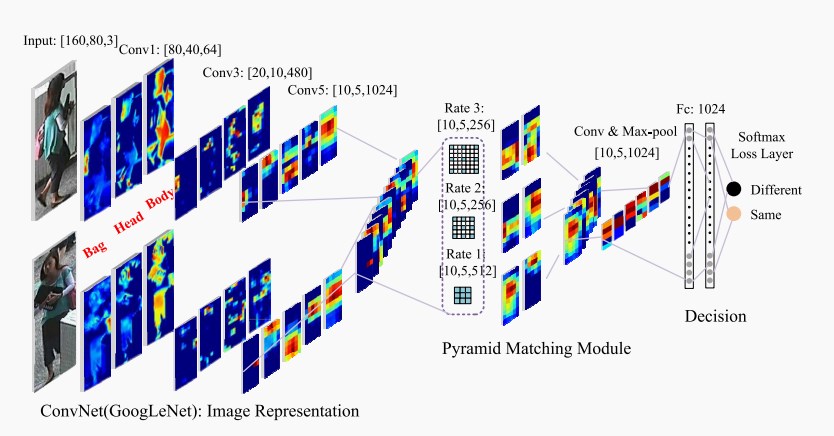 Input: [160,80,3]
Conv1: [80,40,64]
Conv3: [20,10,480]
Conv5: [10,5,1024]
Bag
Head
Body
Rate 3:
[10,5,256]
Rate 2:
[10,5,256]
Rate 1:
[10,5,512]
Conv & Max-pool
[10,5,1024]
Fc: 1024
Softmax
Loss Layer
Different
Same
Decision
Pyramid Matching Module
ConvNet(GoogLeNet): Image Representation